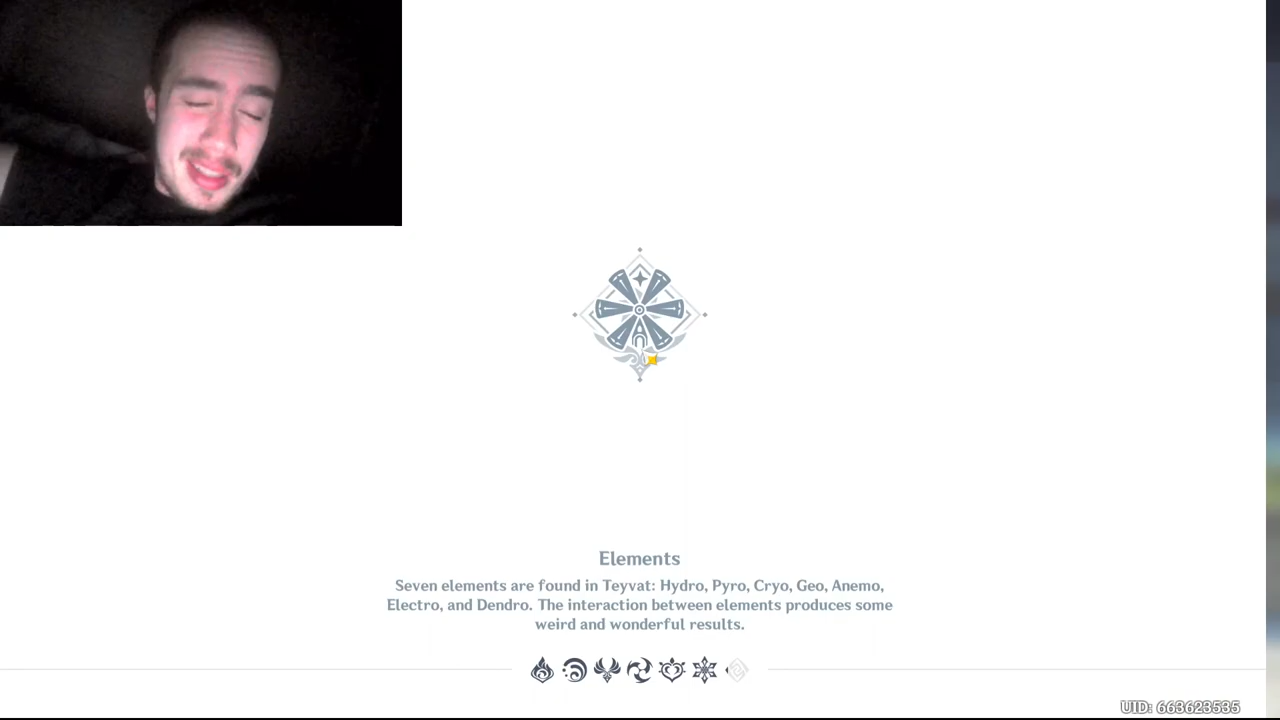 Elements
Seven elements are found in Teyvat: Hydro, Pyro, Cryo, Geo, Anemo,
Electro, and Dendro. The interaction between elements produces some
weird and wonderful results.
UID: 663623535